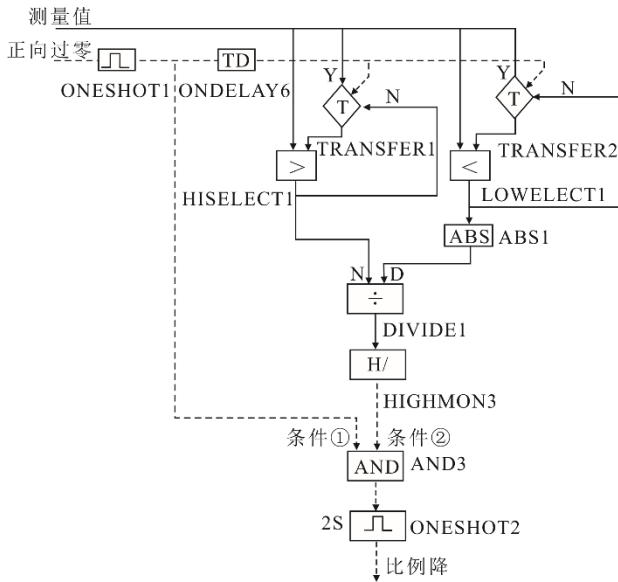 测量值
正向过零
TD
ONESHOT1 ONDELAY6
Y
T
N
TRANSFER1
>
HISELECT1
Y
T
N
TRANSFER2
<
LOWELECT1
ABS ABS1
N D
÷
DIVIDE1
H/
HIGHMON3
条件① 条件②
AND AND3
2S ONESHOT2
比例降